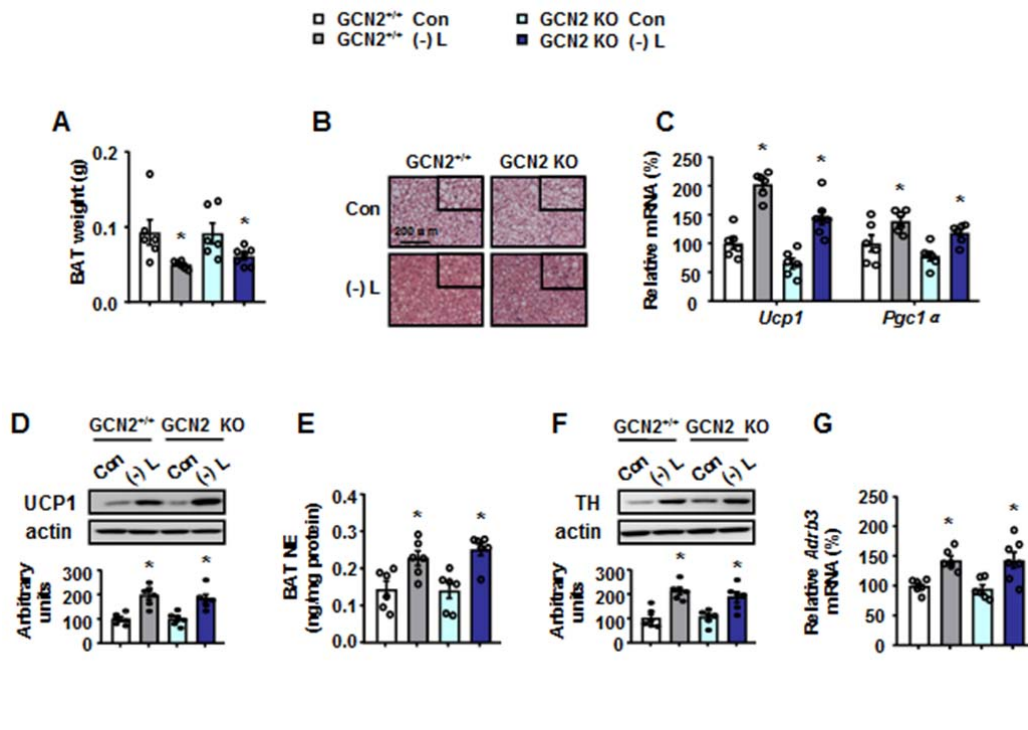 GCN2+/+ Con GCN2 KO Con
GCN2+/+ (-) L GCN2 KO (-) L
A
BAT weight (g)
0.2
0.1
0.0
*
*
B
GCN2+/+ GCN2 KO
Con
200 μm
(-) L
C
Relative mRNA (%)
250
200
150
100
50
0
*
*
*
*
Ucp1 Pgc1α
D
GCN2+/+ GCN2 KO
Con (-) L Con (-) L
UCP1
actin
Arbitrary
units
300
200
100
0
*
*
E
BAT NE
(ng/mg protein)
0.4
0.3
0.2
0.1
0.0
*
*
F
GCN2+/+ GCN2 KO
Con (-) L Con (-) L
TH
actin
Arbitrary
units
300
200
100
0
*
*
G
Relative Adrb3
mRNA (%)
250
200
150
100
50
0
*
*